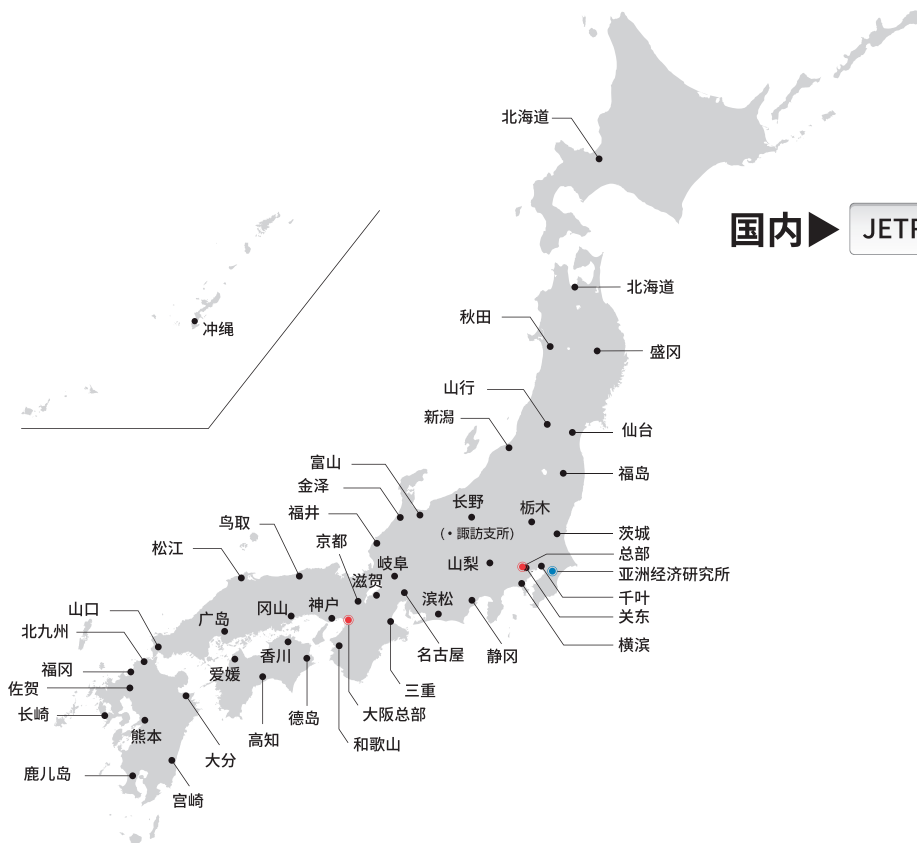 北海道
国内▶ JETR
北海道
秋田
冲绳
盛冈
山行
新潟
仙台
富山
福岛
金泽
长野
栃木
福井
鸟取
(・諏訪支所)
茨城
京都
松江
总部
岐阜
山梨
亚洲经济研究所
滋贺
千叶
山口
冈山
神户
滨松
广岛
关东
北九州
横滨
香川
名古屋
静冈
福冈
爱媛
佐贺
三重
长崎
德岛
大阪总部
熊本
高知
和歌山
大分
鹿儿岛
宫崎